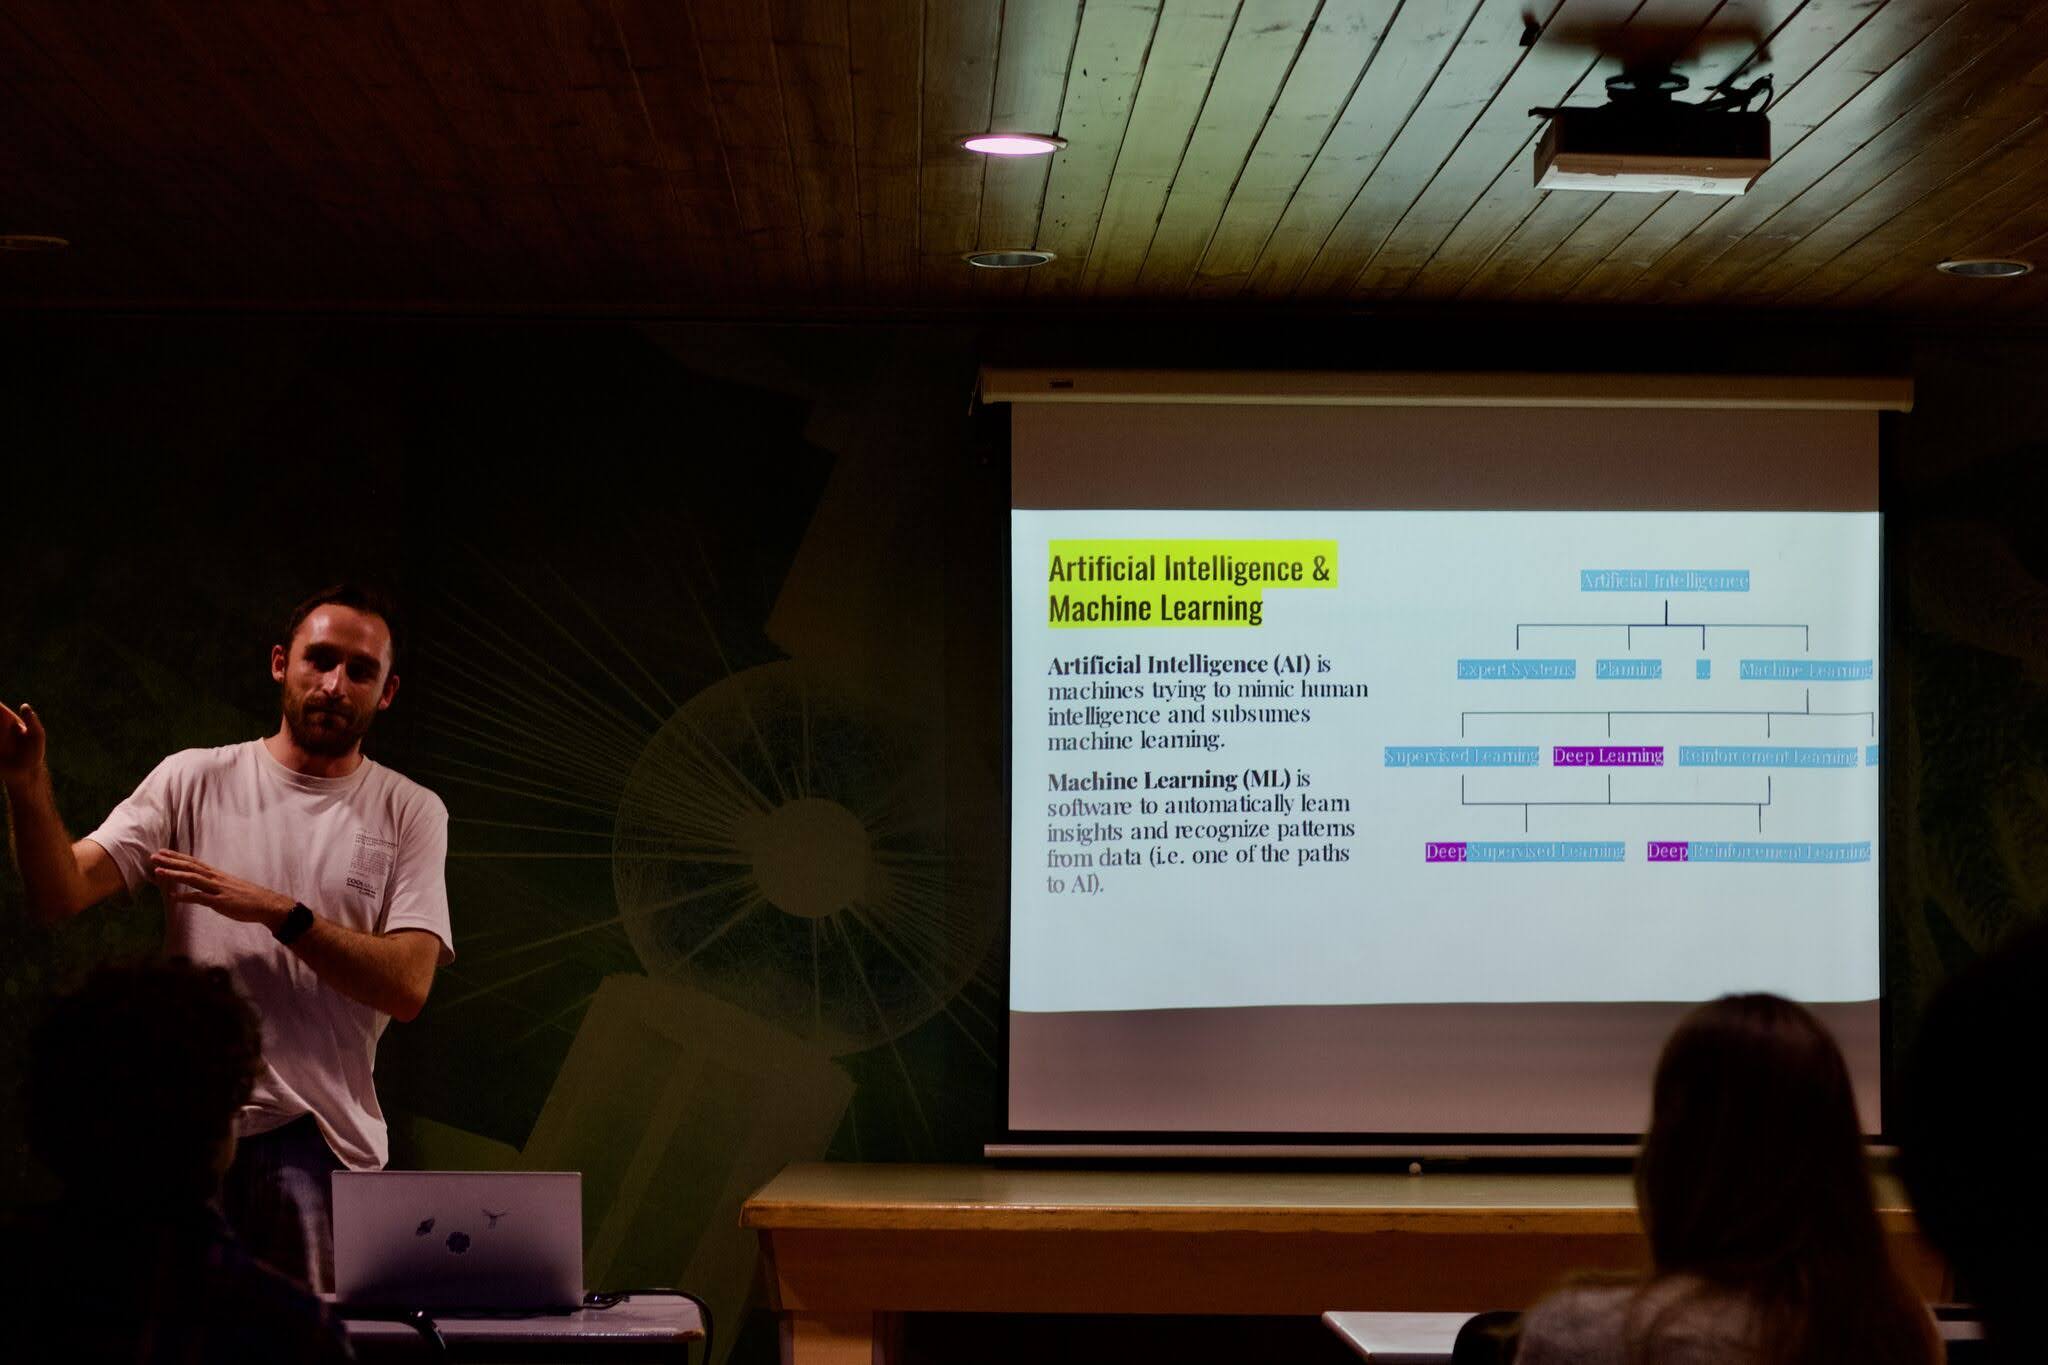 Artificial Intelligence &
Machine Learning
Artificial Intelligence (AI) is
machines trying to mimic human
intelligence and subsumes
machine learning.
Machine Learning (ML) is
software to automatically learn
insights and recognize patterns
from data (i.e. one of the paths
to AI).
Artificial Intelligence
Expert Systems Planning ... Machine Learning
Supervised Learning Deep Learning Reinforcement Learning ...
Deep Supervised Learning Deep Reinforcement Learning